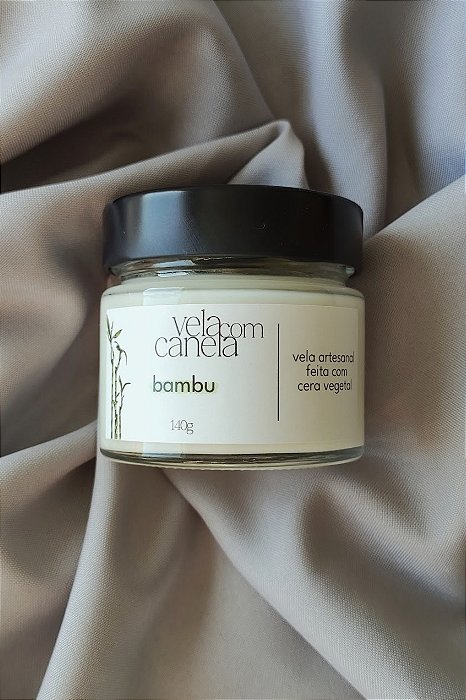 vela com
canela
bambu
140g
vela artesanal
feita com
cera vegetal